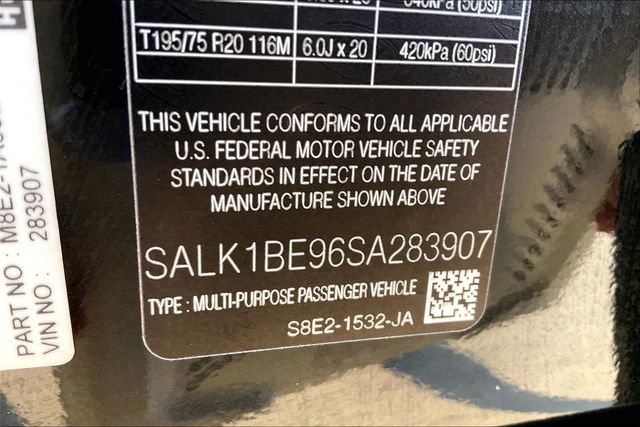 T195/75 R20 116M 6.0J x 20 420kPa (60psi)
THIS VEHICLE CONFORMS TO ALL APPLICABLE
U.S. FEDERAL MOTOR VEHICLE SAFETY
STANDARDS IN EFFECT ON THE DATE OF
MANUFACTURE SHOWN ABOVE
SALK1BE96SA283907
TYPE : MULTI-PURPOSE PASSENGER VEHICLE
S8E2-1532-JA
PART NO :
VIN NO : 283907